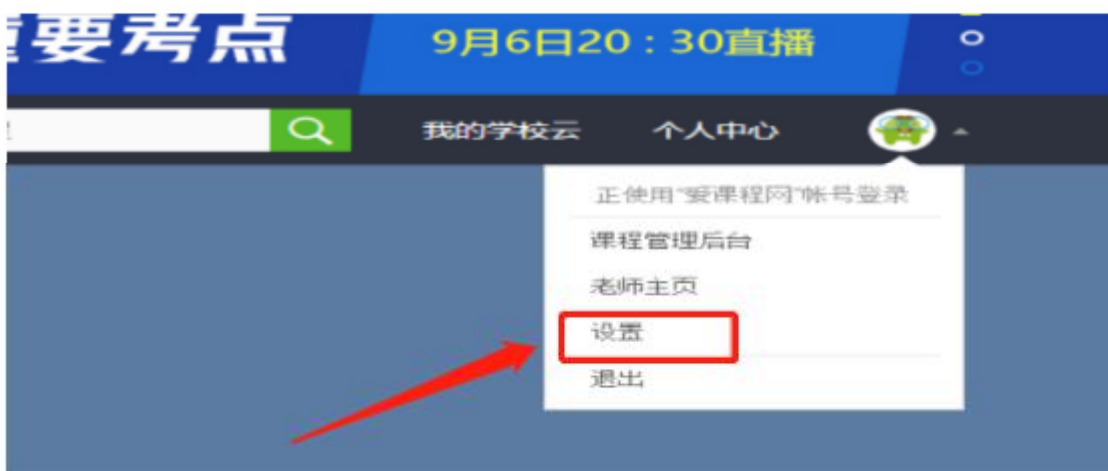 重要考点
9月6日20：30直播
我的学校云
个人中心
正使用"爱课程网"帐号登录
课程管理后台
老师主页
设置
退出